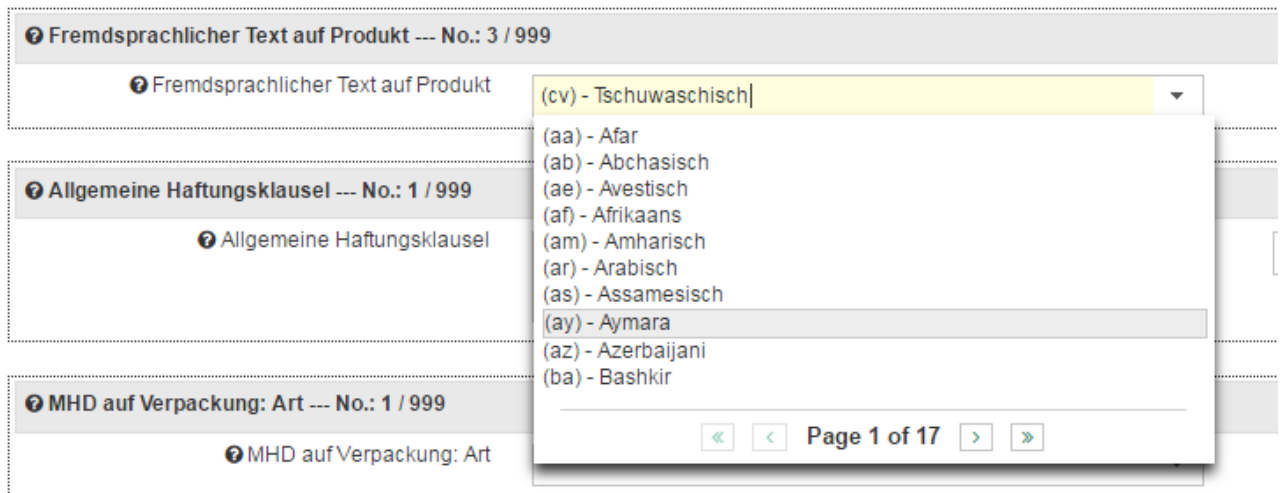 Fremdsprachlicher Text auf Produkt --- No.: 3 / 999
Fremdsprachlicher Text auf Produkt
(cv) - Tschuwaschisch
(aa) - Afar
(ab) - Abchasisch
(ae) - Avestisch
(af) - Afrikaans
(am) - Amharisch
(ar) - Arabisch
(as) - Assamesisch
(ay) - Aymara
(az) - Azerbaijani
(ba) - Bashkir
« < Page 1 of 17 > »
Allgemeine Haftungsklausel --- No.: 1 / 999
Allgemeine Haftungsklausel
MHD auf Verpackung: Art --- No.: 1 / 999
MHD auf Verpackung: Art